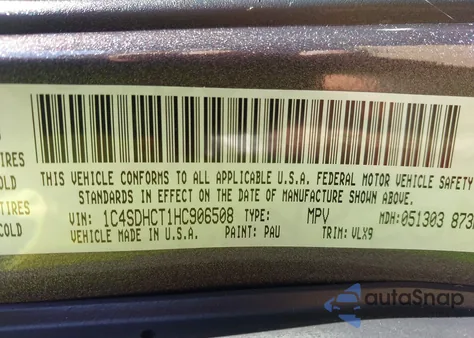 THIS VEHICLE CONFORMS TO ALL APPLICABLE U.S.A. FEDERAL MOTOR VEHICLE SAFETY
STANDARDS IN EFFECT ON THE DATE OF MANUFACTURE SHOWN ABOVE.
VIN: 1C4SDHCT1HC906508 TYPE: MPV MDH: 051303 873
VEHICLE MADE IN U.S.A. PAINT: PAU TRIM: VLX9
IRES
OLD
TIRES
COLD
autoSnap